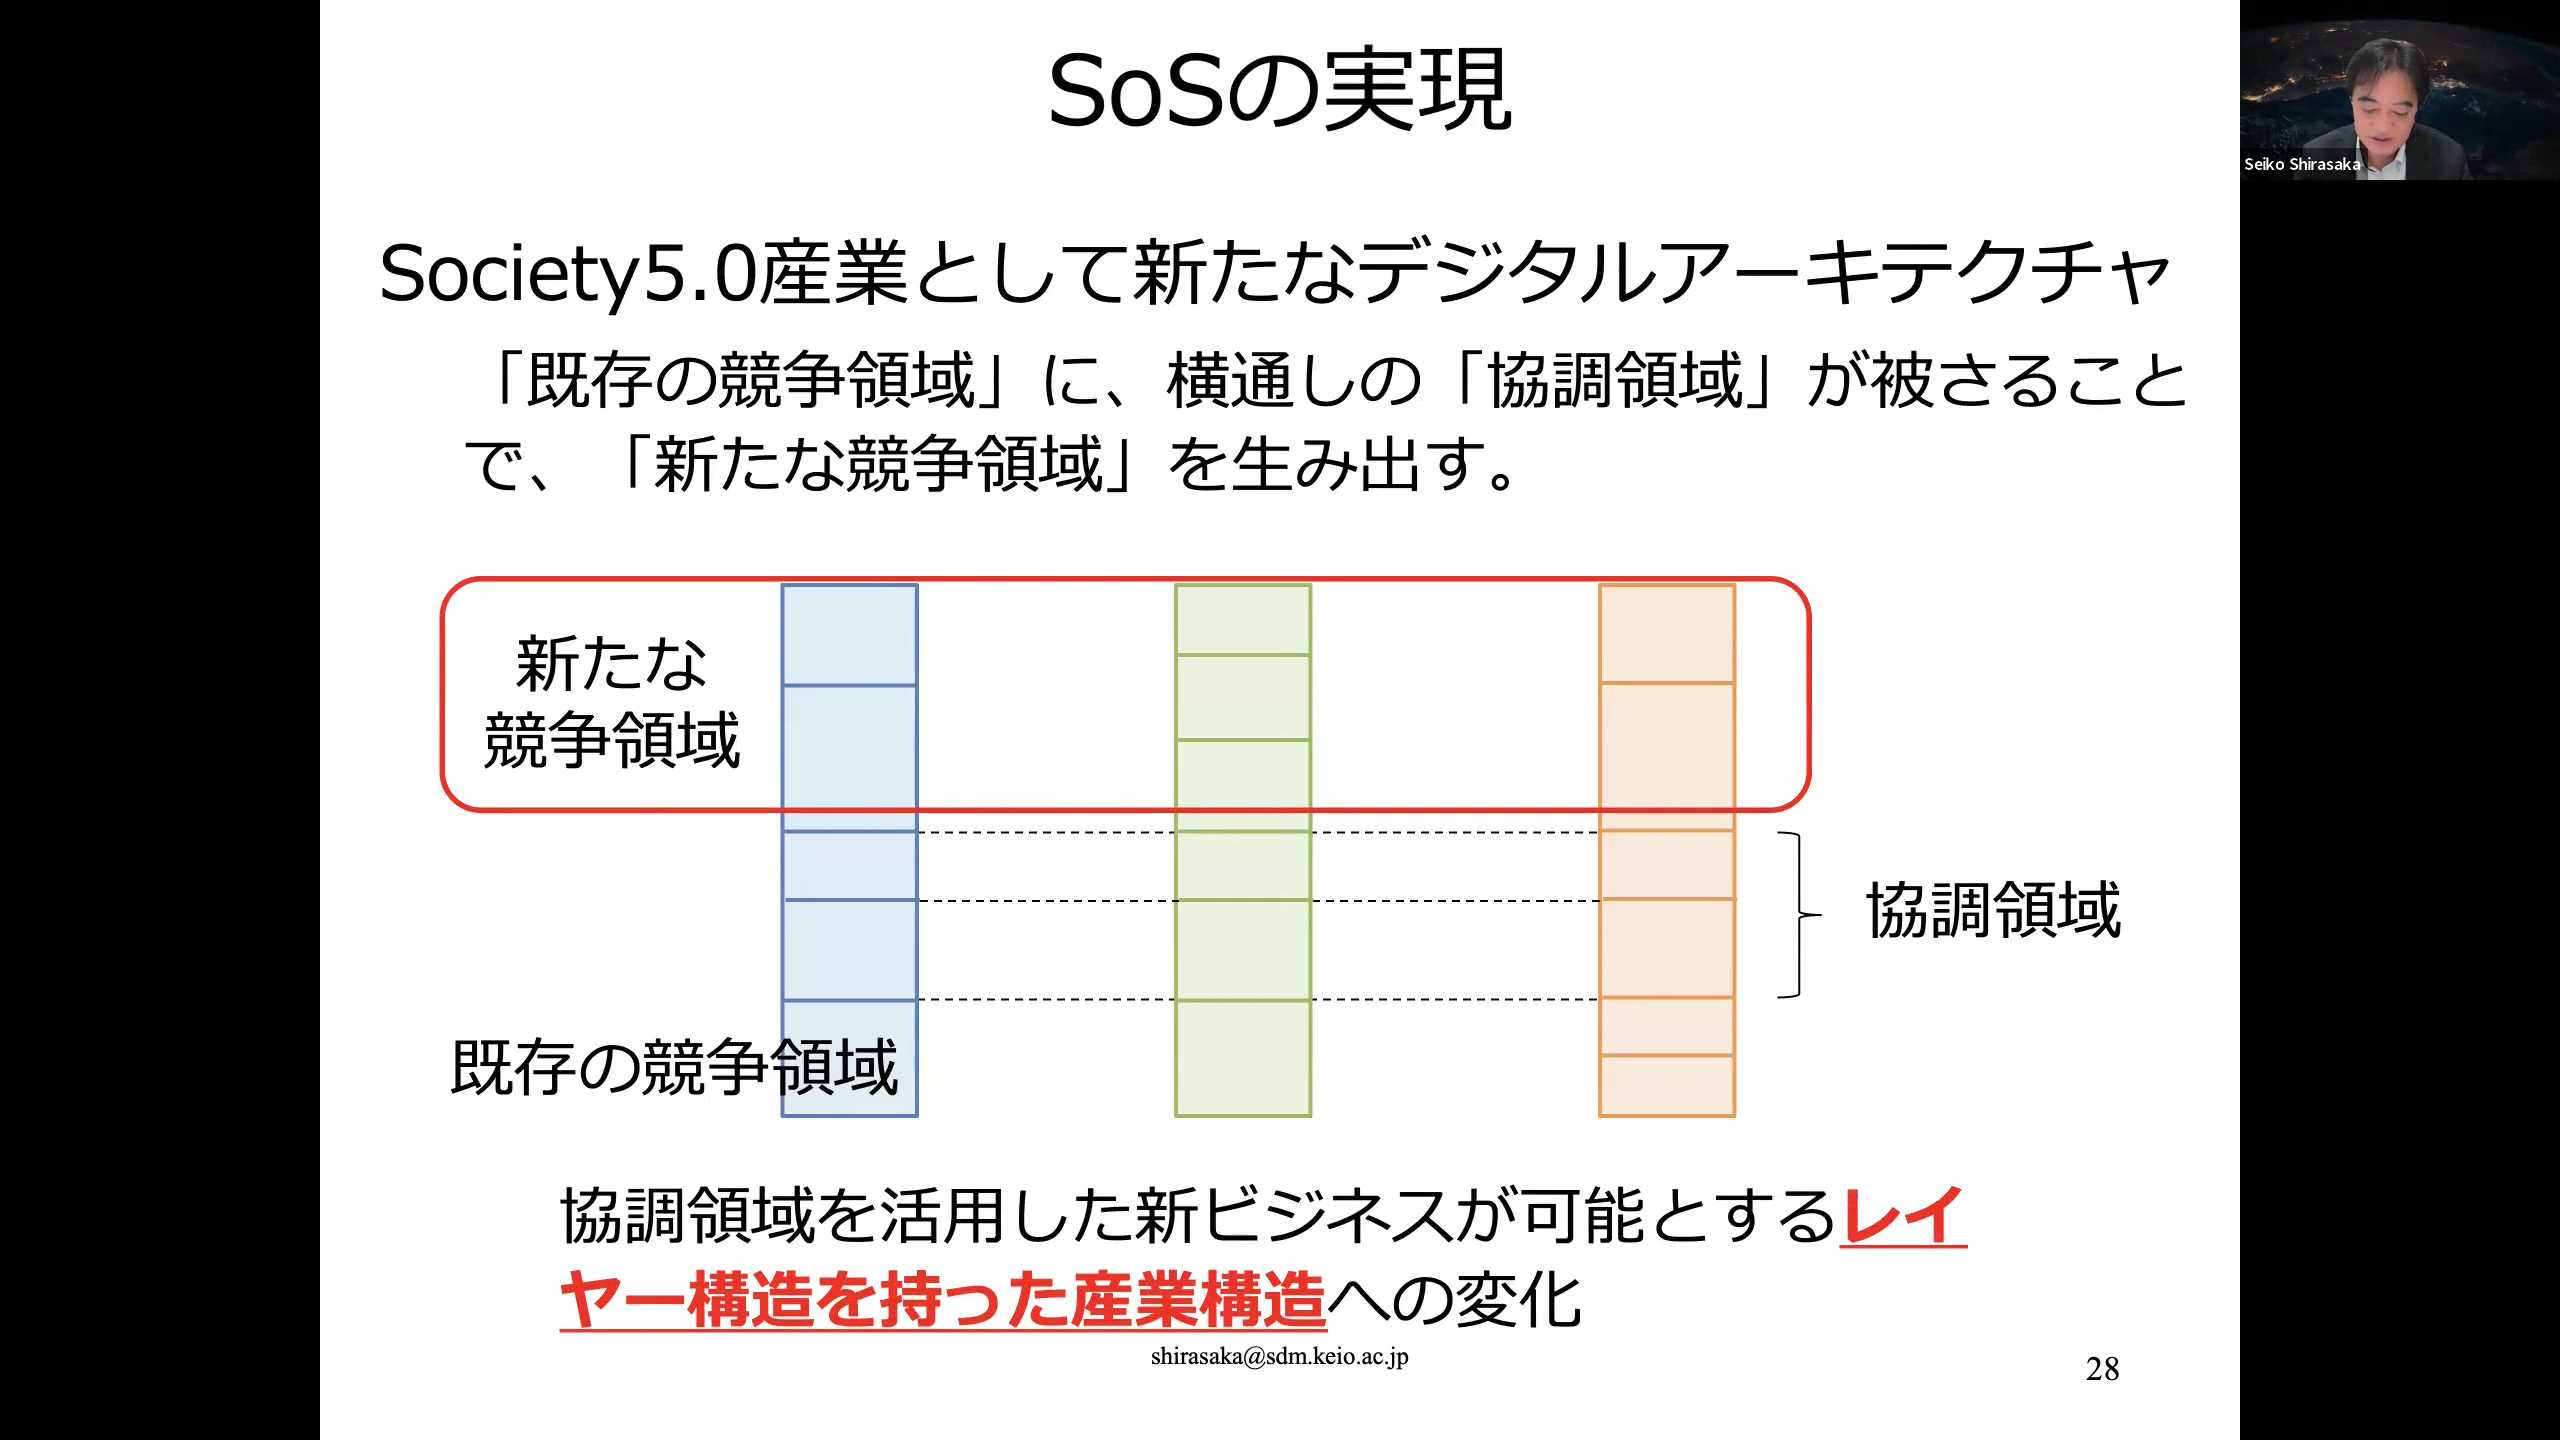 SoSの実現
Seiko Shirasaka
Society5.0産業として新たなデジタルアーキテクチャ
「既存の競争領域」に、横通しの「協調領域」が被さること
で、「新たな競争領域」を生み出す。
新たな
競争領域
協調領域
既存の競争領域
協調領域を活用した新ビジネスが可能とするレイ
ヤー構造を持った産業構造への変化
shirasaka@sdm.keio.ac.jp
28